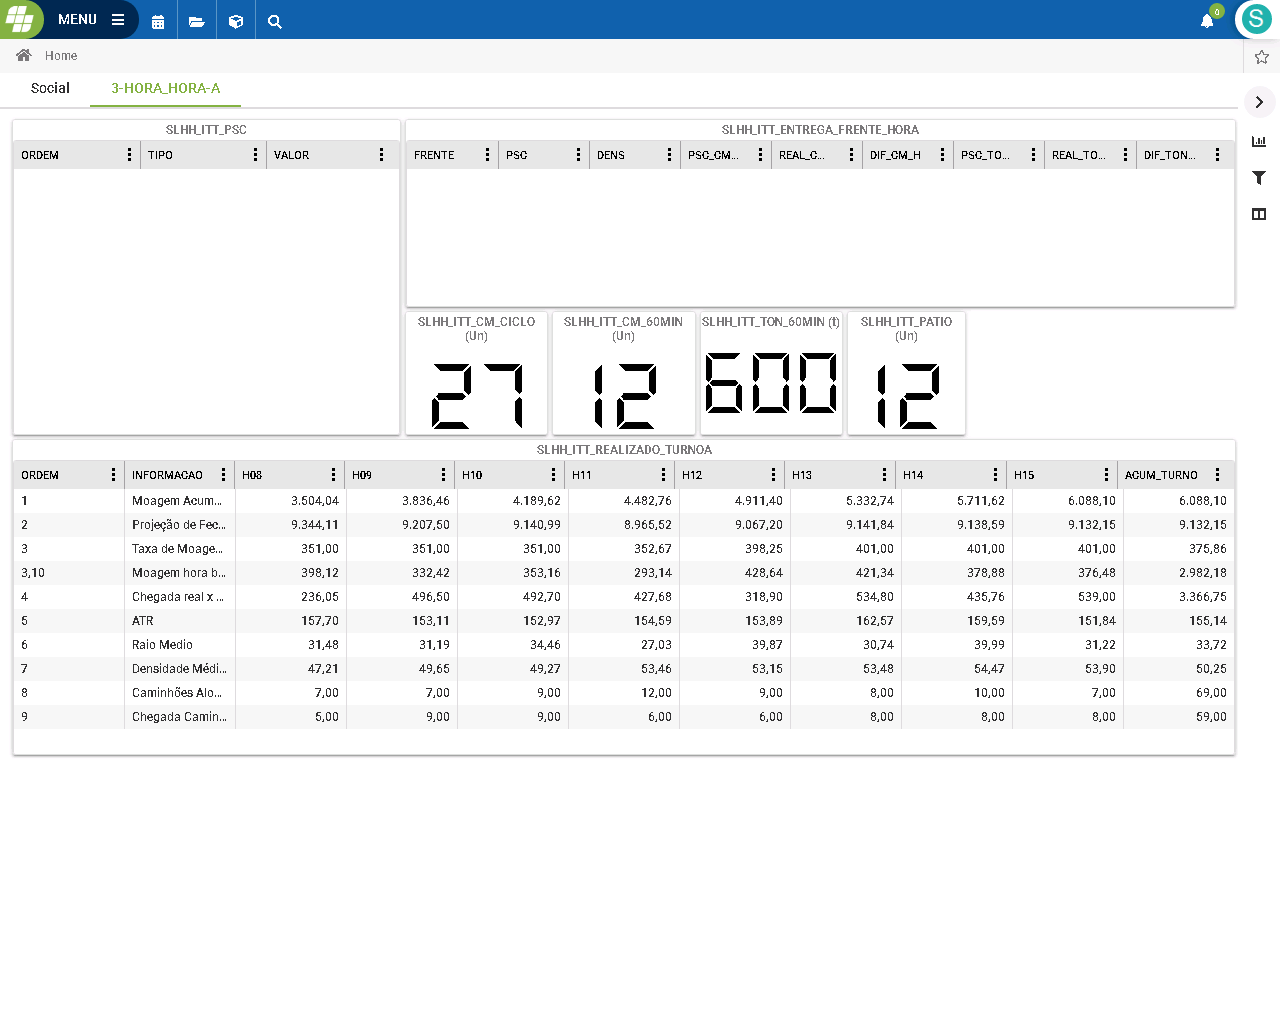 MENU
0
S
Home
Social
3-HORA_HORA-A
SLHH_ITT_PSC
ORDEM TIPO VALOR
SLHH_ITT_ENTREGA_FRENTE_HORA
FRENTE PSC DENS PSC_CM... REAL_C... DIF_CM_H PSC_TO... REAL_TO... DIF_TON...
SLHH_ITT_CM_CICLO (Un)
27
SLHH_ITT_CM_60MIN (Un)
12
SLHH_ITT_TON_60MIN (t)
600
SLHH_ITT_PATIO (Un)
12
SLHH_ITT_REALIZADO_TURNOA
ORDEM INFORMACAO H08 H09 H10 H11 H12 H13 H14 H15 ACUM_TURNO
1 Moagem Acum... 3.504,04 3.836,46 4.189,62 4.482,76 4.911,40 5.332,74 5.711,62 6.088,10 6.088,10
2 Projeção de Fec... 9.344,11 9.207,50 9.140,99 8.965,52 9.067,20 9.141,84 9.138,59 9.132,15 9.132,15
3 Taxa de Moage... 351,00 351,00 351,00 352,67 398,25 401,00 401,00 401,00 375,86
3,10 Moagem hora b... 398,12 332,42 353,16 293,14 428,64 421,34 378,88 376,48 2.982,18
4 Chegada real x ... 236,05 496,50 492,70 427,68 318,90 534,80 435,76 539,00 3.366,75
5 ATR 157,70 153,11 152,97 154,59 153,89 162,57 159,59 151,84 155,14
6 Raio Medio 31,48 31,19 34,46 27,03 39,87 30,74 39,99 31,22 33,72
7 Densidade Médi... 47,21 49,65 49,27 53,46 53,15 53,48 54,47 53,90 50,25
8 Caminhões Alo... 7,00 7,00 9,00 12,00 9,00 8,00 10,00 7,00 69,00
9 Chegada Camin... 5,00 9,00 9,00 6,00 6,00 8,00 8,00 8,00 59,00